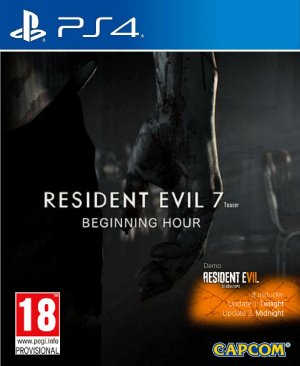 PS4
RESIDENT EVIL 7 Teaser
BEGINNING HOUR
Demo
RESIDENT EVIL
It includes
Update 1: Twilight
Update 2: Midnight
18
www.pegi.info
PROVISIONAL
CAPCOM